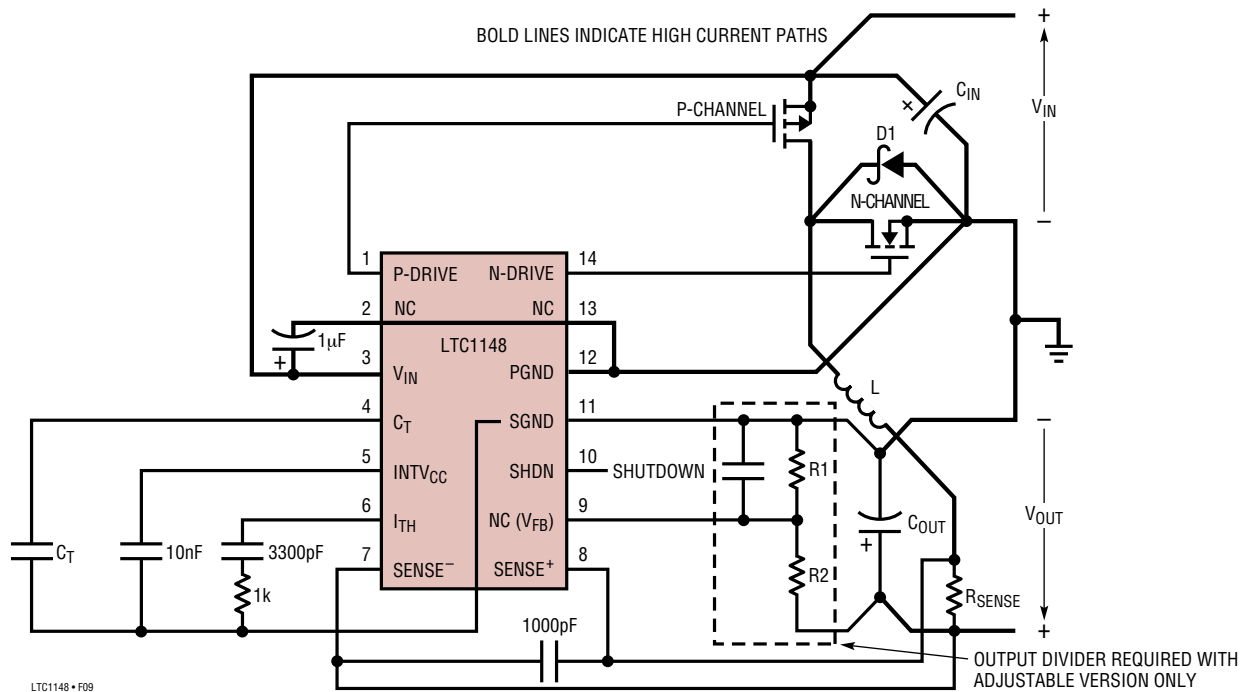 BOLD LINES INDICATE HIGH CURRENT PATHS
+
P-CHANNEL
+
C_IN
V_IN
D1
N-CHANNEL
−
1
P-DRIVE
N-DRIVE
14
2
NC
NC
13
1µF
+
LTC1148
3
V_IN
PGND
12
L
4
C_T
SGND
11
−
5
INTV_CC
SHDN
10
SHUTDOWN
R1
6
I_TH
NC (V_FB)
9
C_OUT
+
V_OUT
C_T
10nF
3300pF
7
SENSE−
SENSE+
8
R2
1k
R_SENSE
1000pF
+
OUTPUT DIVIDER REQUIRED WITH
ADJUSTABLE VERSION ONLY
LTC1148 • F09